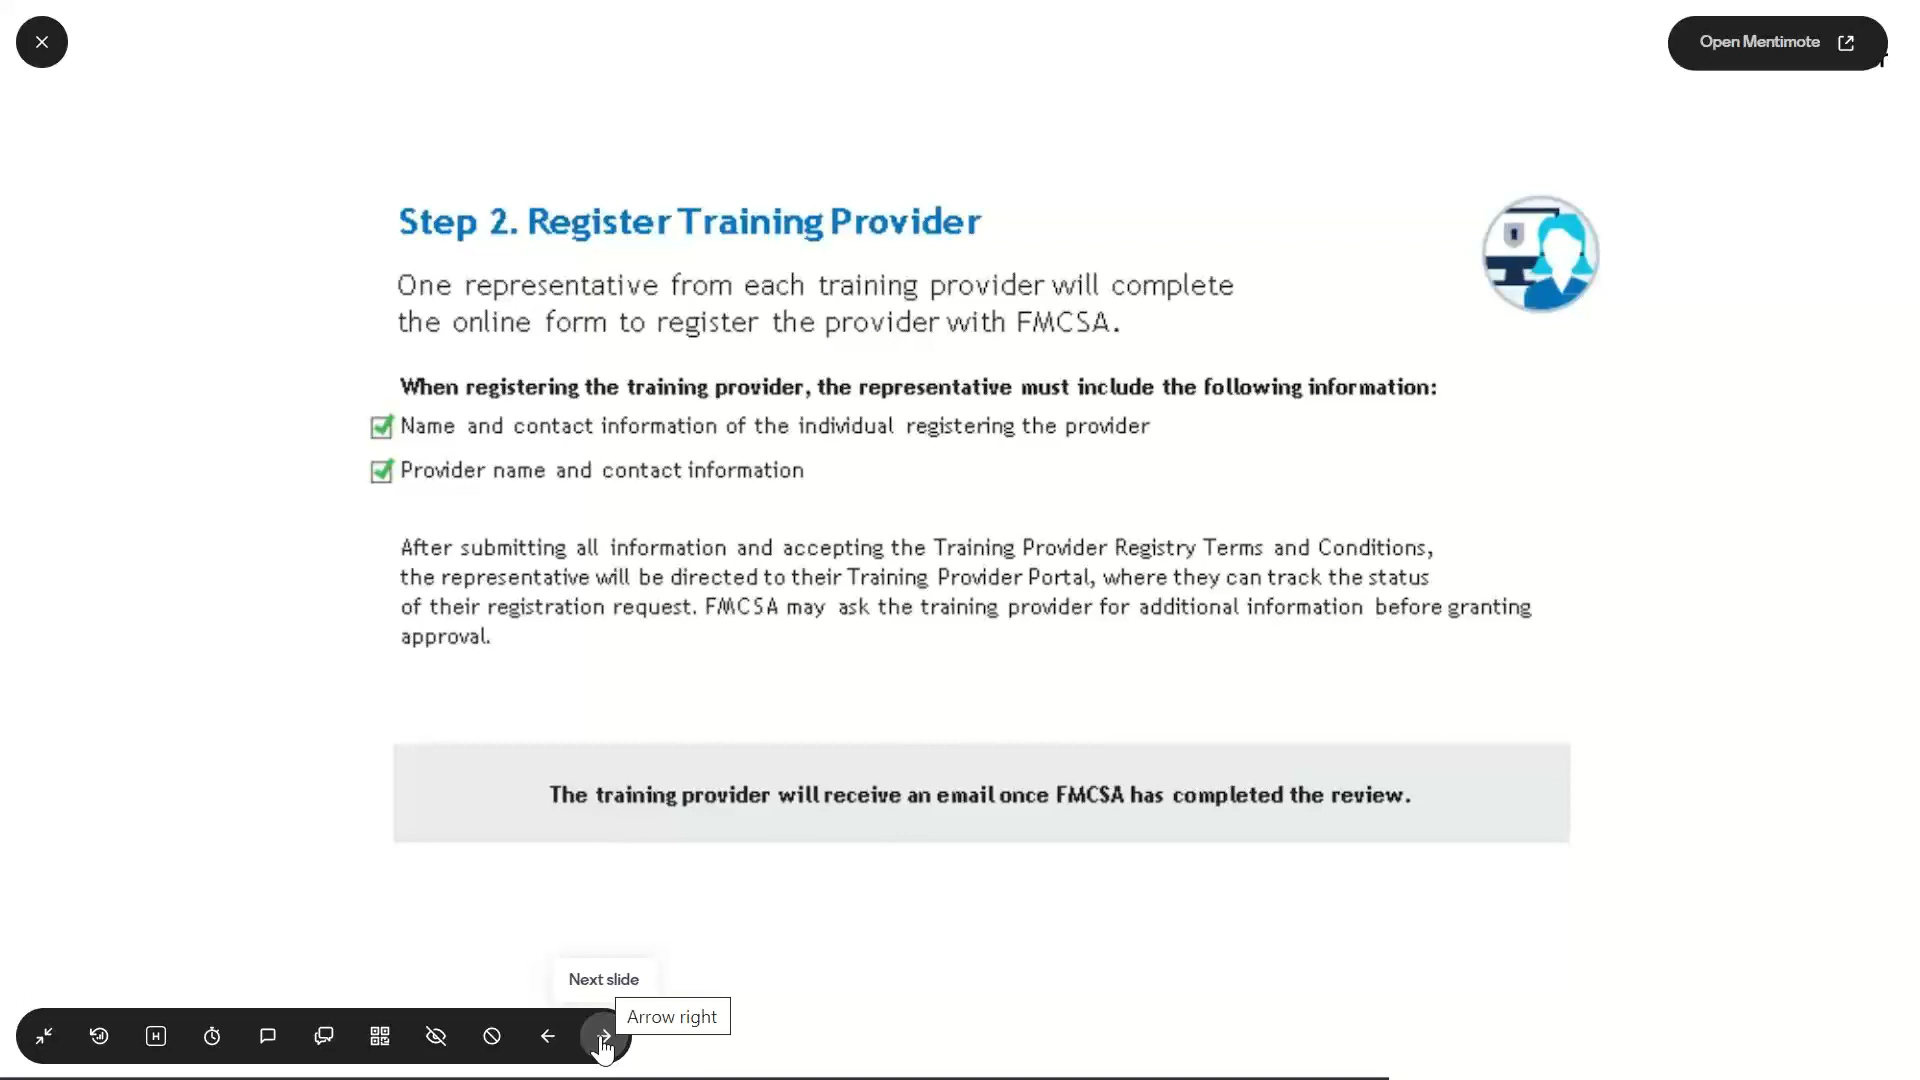 Open Mentimote
Step 2. Register Training Provider
One representative from each training provider will complete
the online form to register the provider with FMCSA.
When registering the training provider, the representative must include the following information:
Name and contact information of the individual registering the provider
Provider name and contact information
After submitting all information and accepting the Training Provider Registry Terms and Conditions,
the representative will be directed to their Training Provider Portal, where they can track the status
of their registration request. FMCSA may ask the training provider for additional information before granting
approval.
The training provider will receive an email once FMCSA has completed the review.
Next slide
Arrow right
H